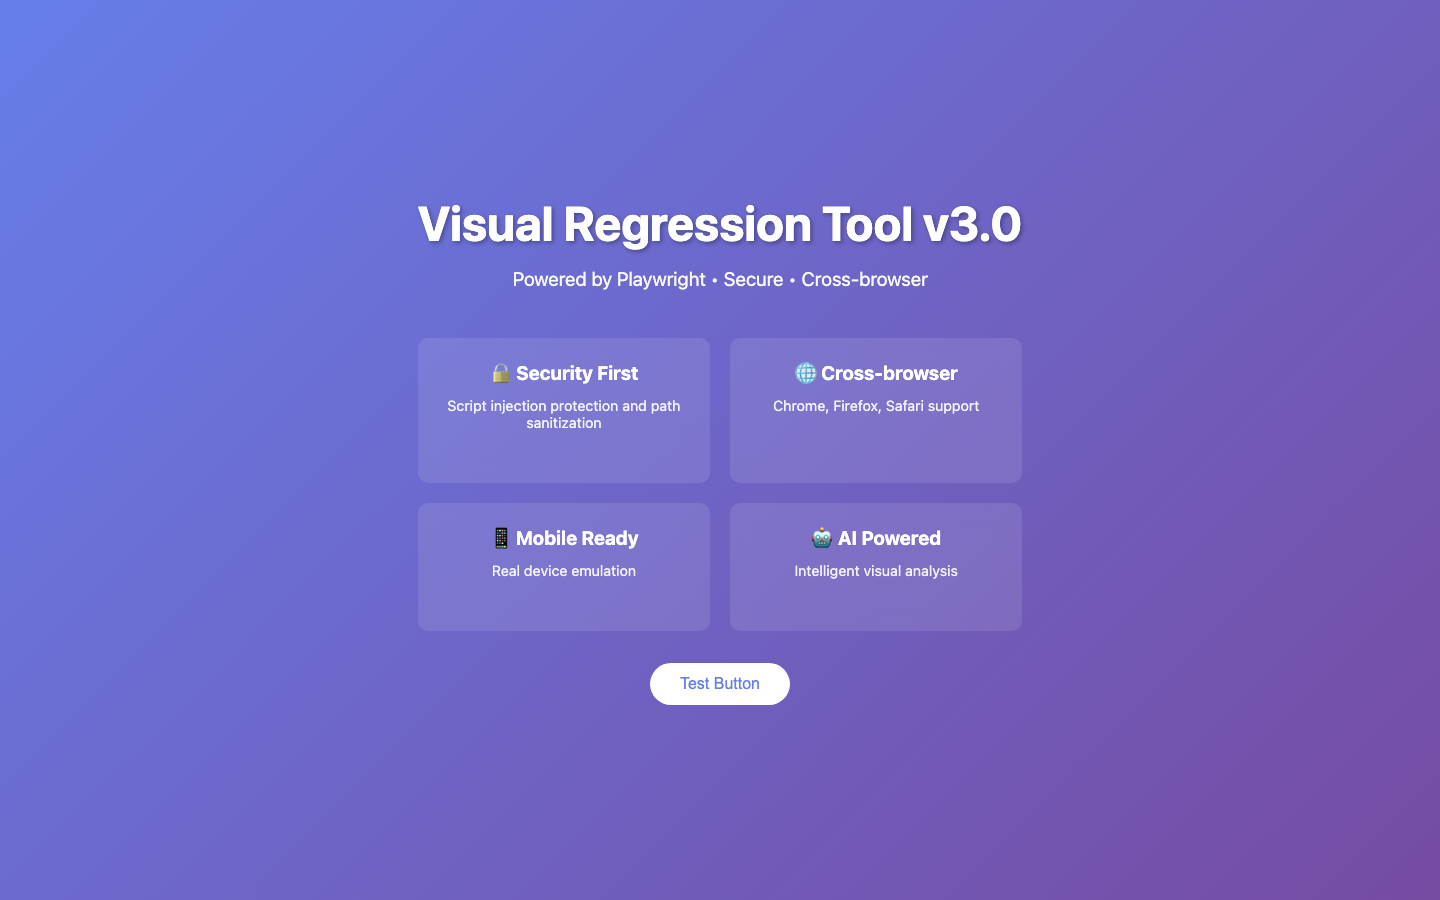 Visual Regression Tool v3.0
Powered by Playwright • Secure • Cross-browser
🔒 Security First
Script injection protection and path
sanitization
🌐 Cross-browser
Chrome, Firefox, Safari support
📱 Mobile Ready
Real device emulation
🤖 AI Powered
Intelligent visual analysis
Test Button